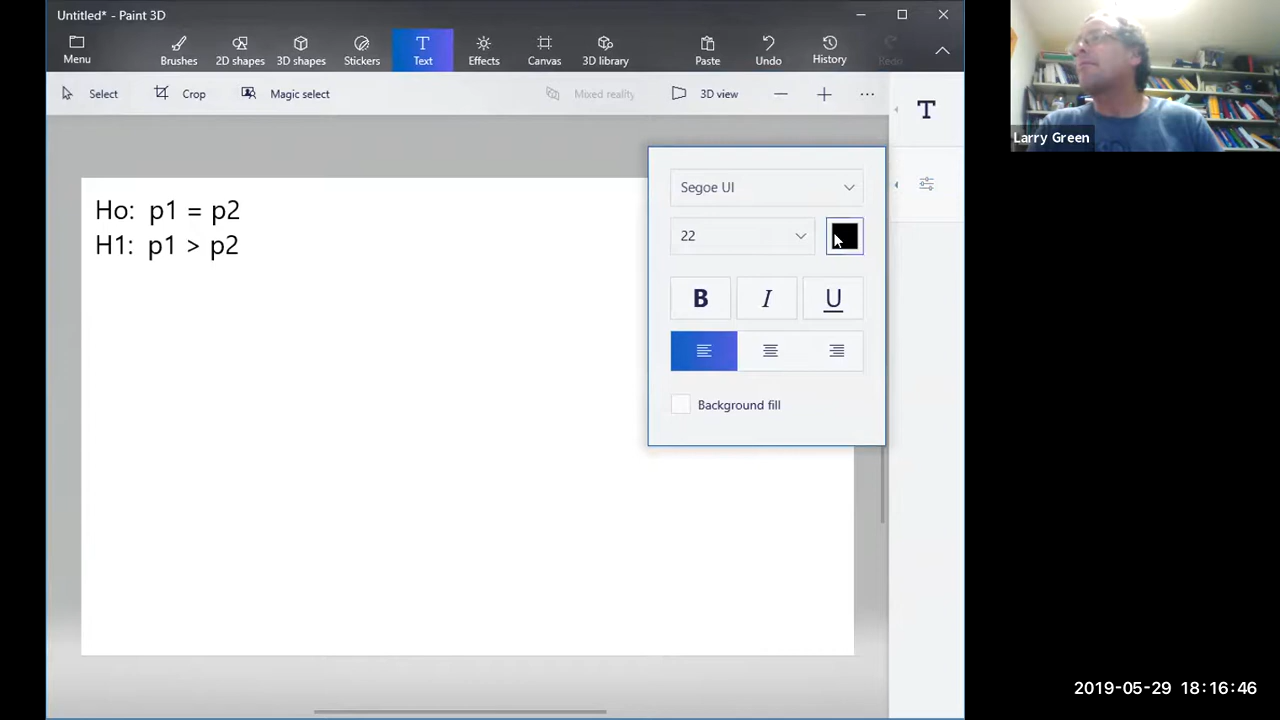 Untitled* - Paint 3D
Menu
Brushes
2D shapes
3D shapes
Stickers
Text
Effects
Canvas
3D library
Paste
Undo
History
Redo
Select
Crop
Magic select
Mixed reality
3D view
T
Larry Green
Segoe UI
22
B I U
Background fill
Ho: p1 = p2
H1: p1 > p2
2019-05-29 18:16:46